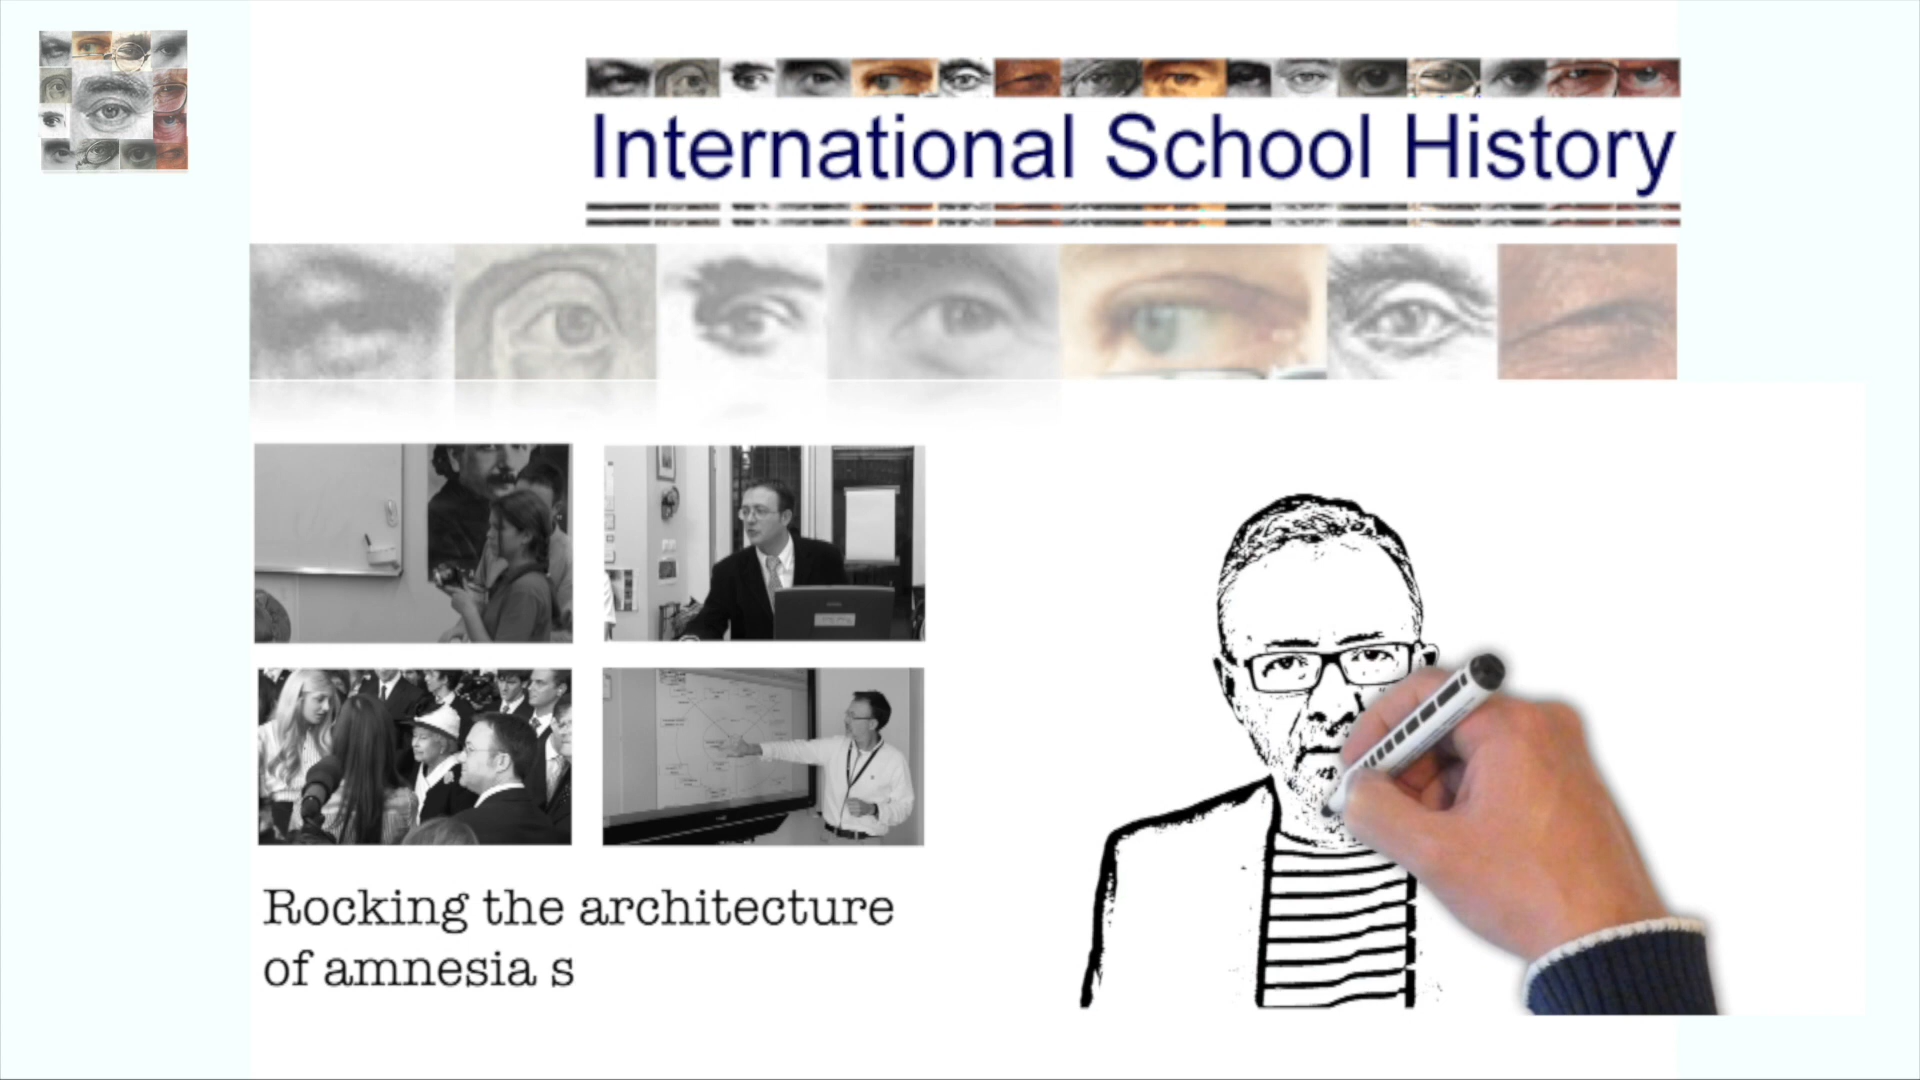 International School History
Rocking the architecture
of amnesia s